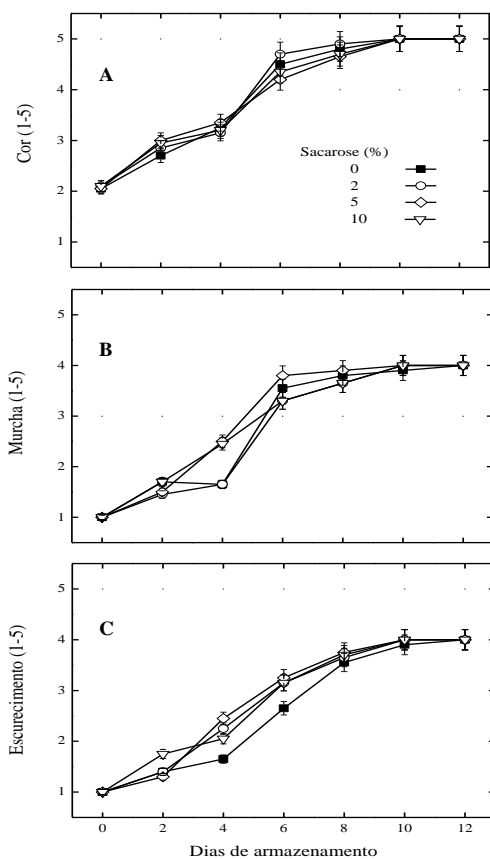 5
A
4
Cor (1-5)
3
Sacarose (%)
0
2
2
5
1
10
5
B
4
Murcha (1-5)
3
2
1
5
C
4
Escurecimento (1-5)
3
2
1
0 2 4 6 8 10 12
Dias de armazenamento